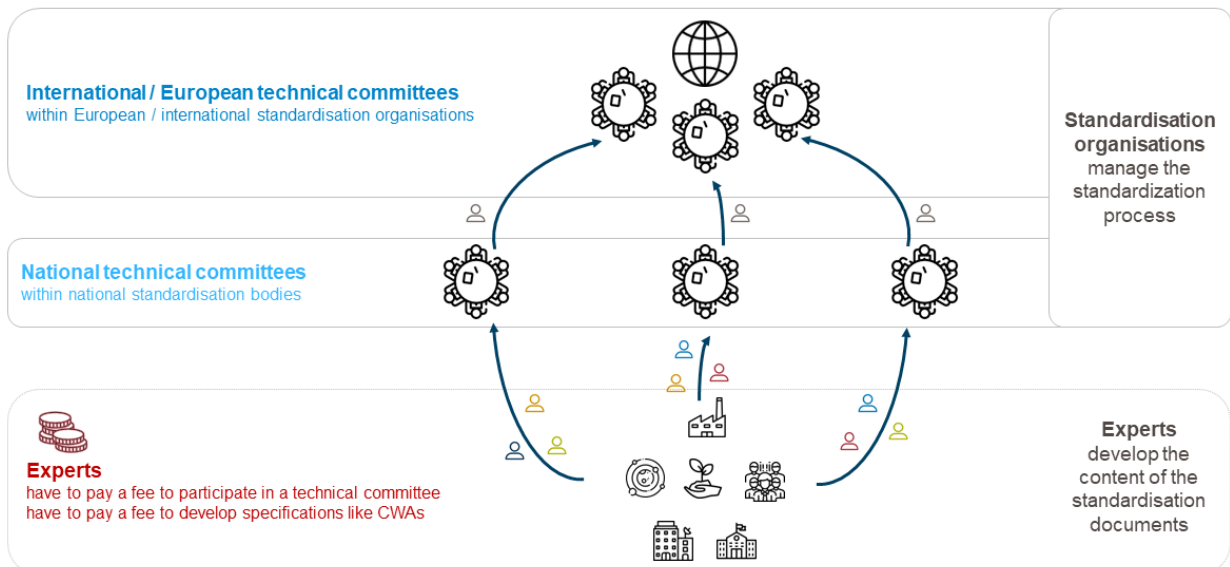 International / European technical committees
within European / international standardisation organisations
Standardisation
organisations
manage the
standardization
process
National technical committees
within national standardisation bodies
Experts
have to pay a fee to participate in a technical committee
have to pay a fee to develop specifications like CWAs
Experts
develop the
content of the
standardisation
documents